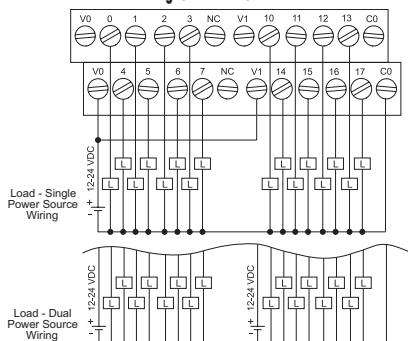 V0 0 1 2 3 NC V1 10 11 12 13 C0
V0 4 5 6 7 NC V1 14 15 16 17 C0
12-24 VDC
L L L L L L L L
L L L L L L L L
Load - Single
Power Source
Wiring
+
-
12-24 VDC
12-24 VDC
L L L L L L L L
L L L L L L L L
Load - Dual
Power Source
Wiring
+ +
- -